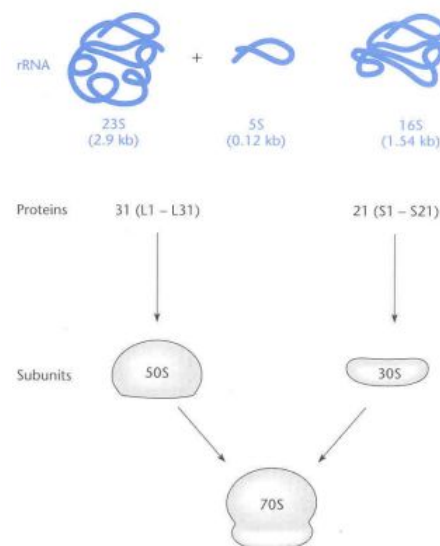 rRNA
+
23S 5S 16S
(2.9 kb) (0.12 kb) (1.54 kb)
Proteins 31 (L1 – L31) 21 (S1 – S21)
Subunits 50S 30S
70S